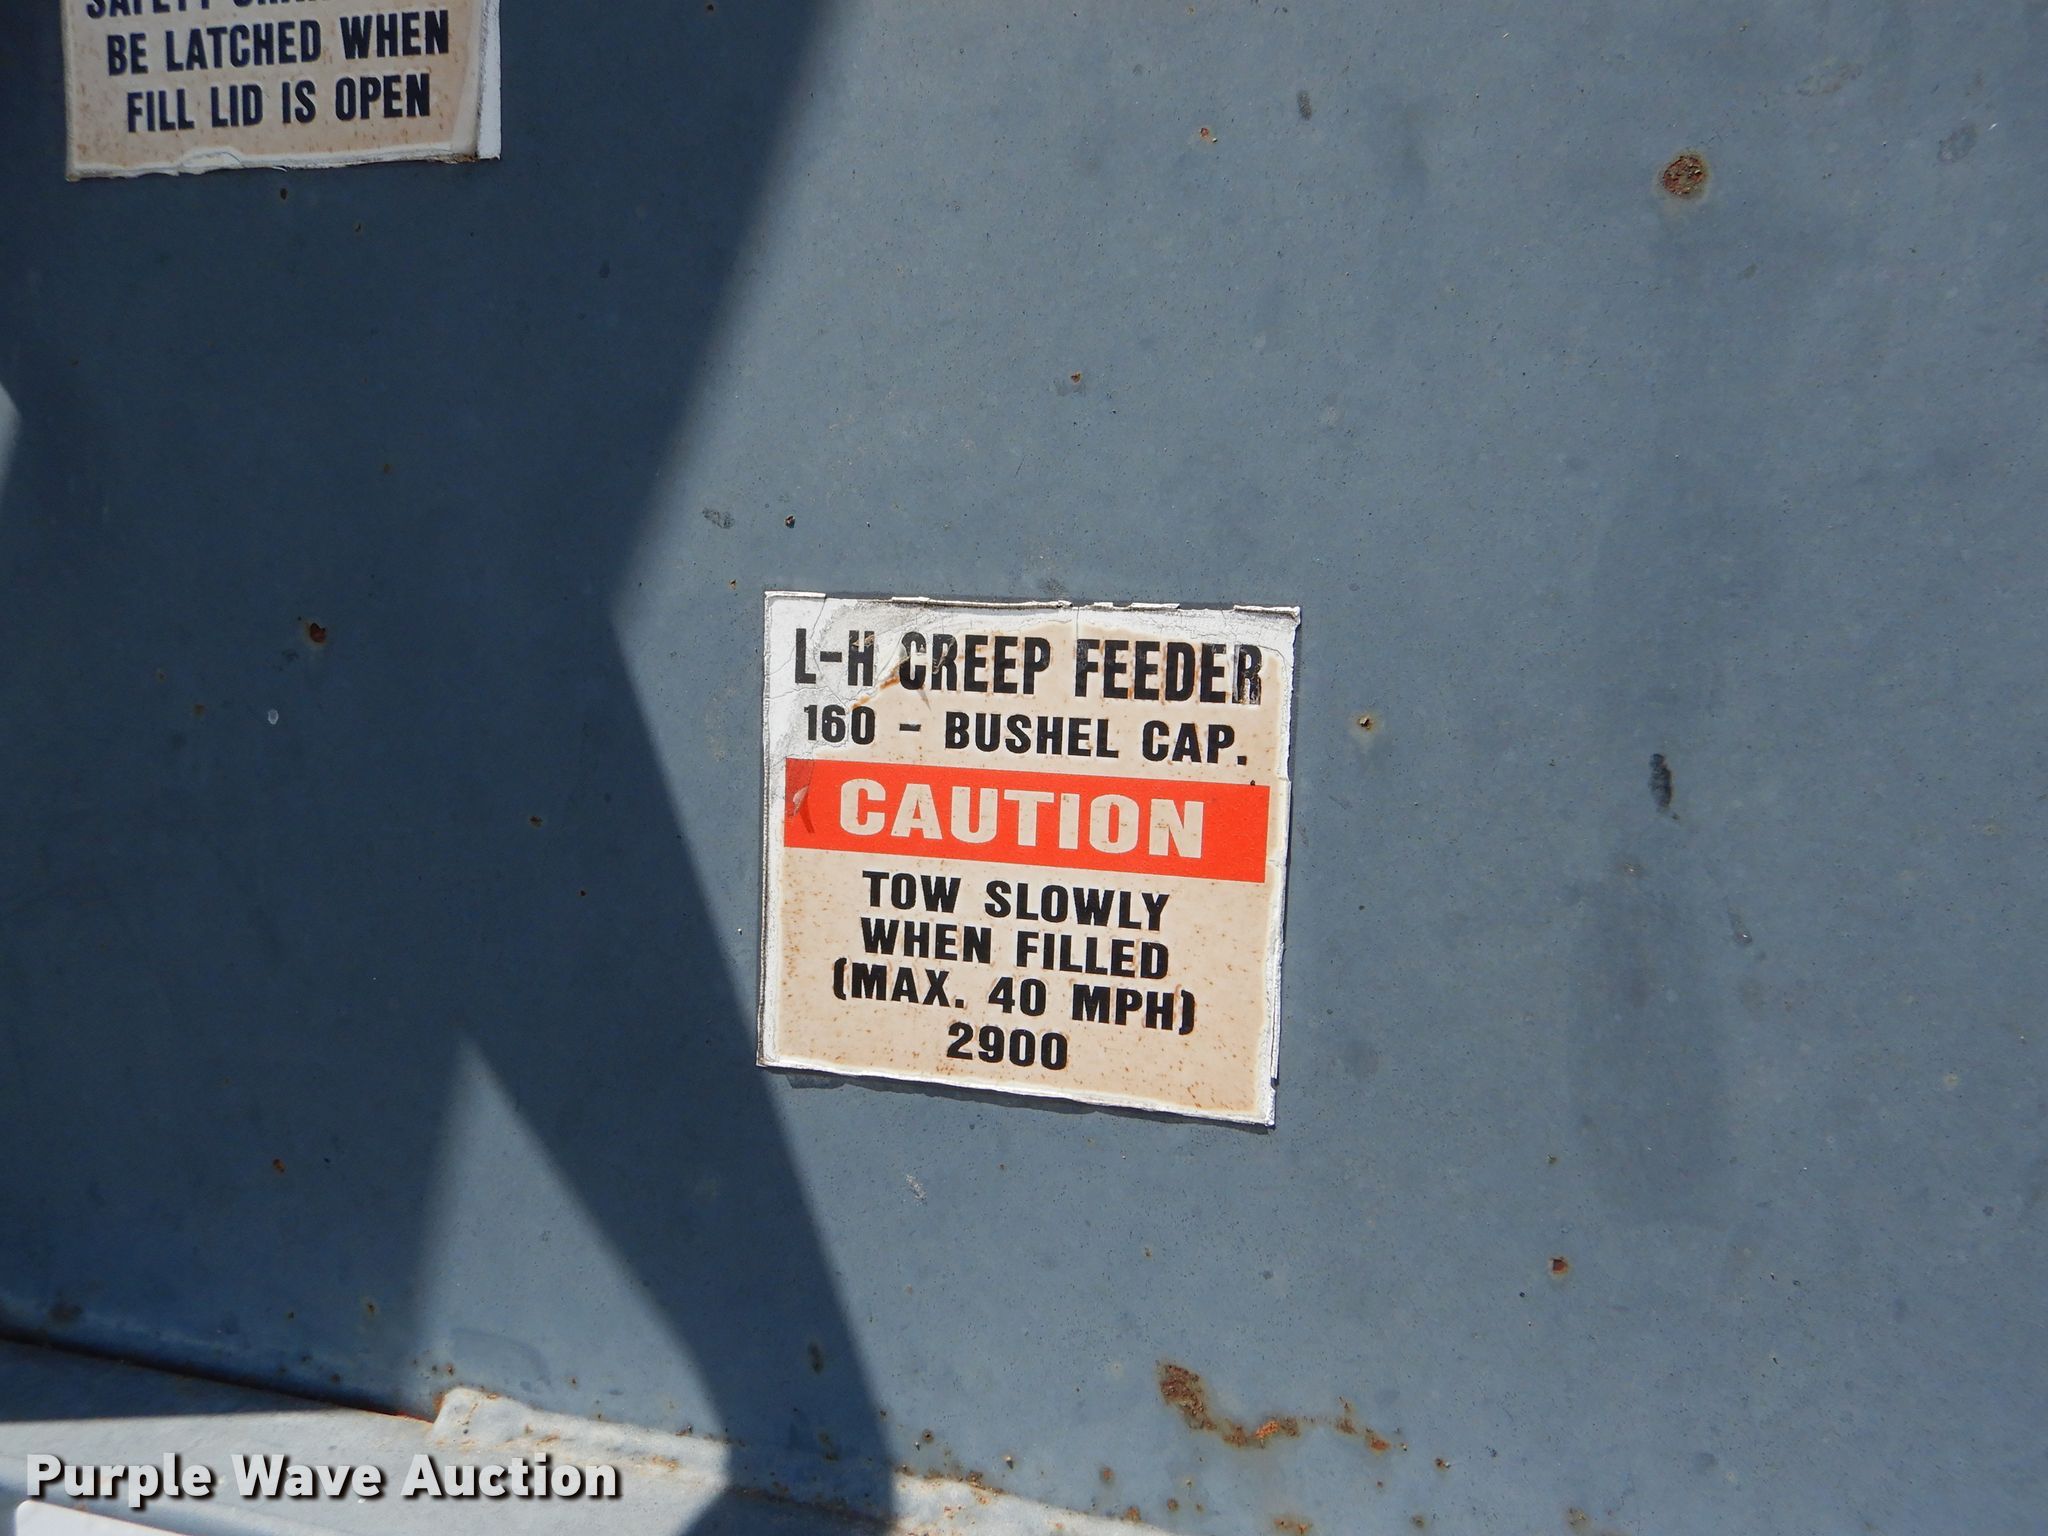 SAFETY
BE LATCHED WHEN
FILL LID IS OPEN
L-H CREEP FEEDER
160 - BUSHEL CAP.
CAUTION
TOW SLOWLY
WHEN FILLED
(MAX. 40 MPH)
2900
Purple Wave Auction